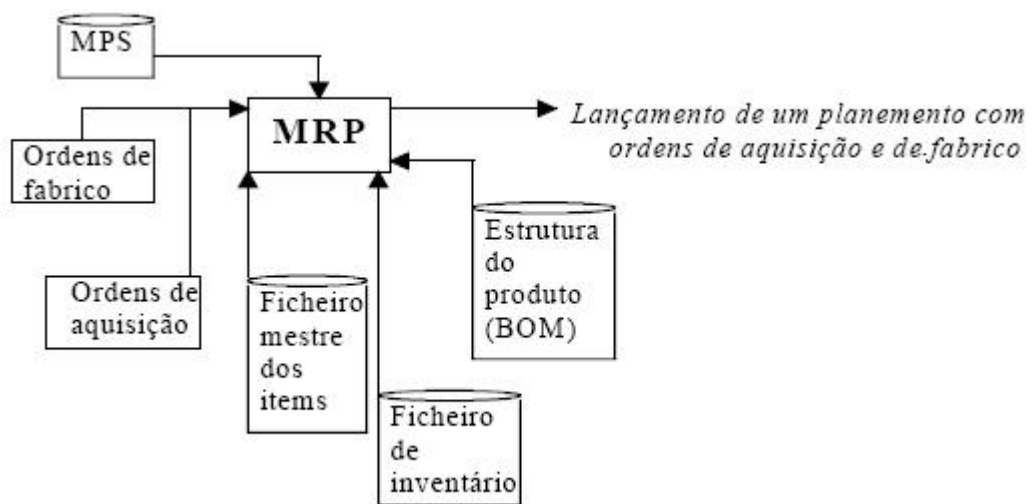 MPS
MRP
Lançamento de um planemento com
ordens de aquisição e de.fabrico
Ordens de
fabrico
Ordens de
aquisição
Ficheiro
mestre
dos
items
Ficheiro
de
inventário
Estrutura
do
produto
(BOM)